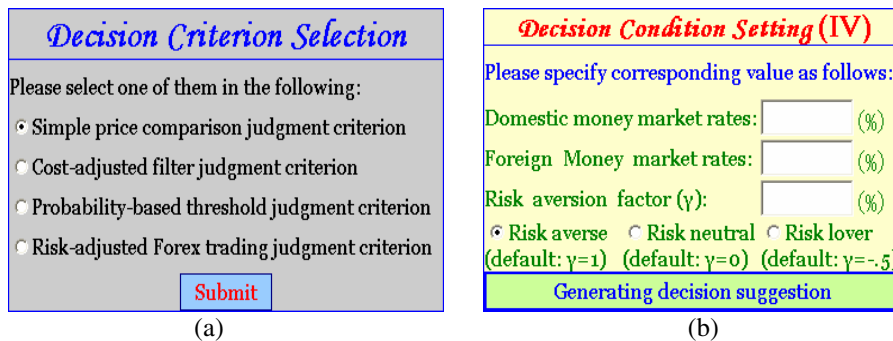 Decision Criterion Selection
Please select one of them in the following:
Simple price comparison judgment criterion
Cost-adjusted filter judgment criterion
Probability-based threshold judgment criterion
Risk-adjusted Forex trading judgment criterion
Submit
(a)
Decision Condition Setting (IV)
Please specify corresponding value as follows:
Domestic money market rates: (%)
Foreign Money market rates: (%)
Risk aversion factor (γ): (%)
Risk averse Risk neutral Risk lover
(default: γ=1) (default: γ=0) (default: γ=-.5)
Generating decision suggestion
(b)